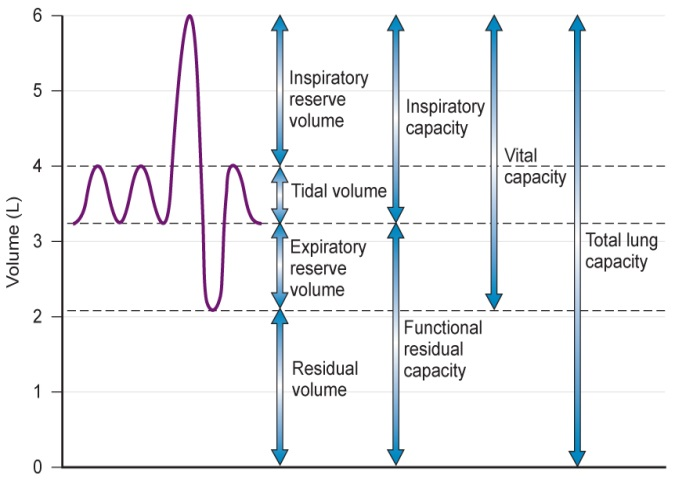 Volume (L)
6
5
4
3
2
1
0
Inspiratory
reserve
volume
Tidal volume
Expiratory
reserve
volume
Residual
volume
Inspiratory
capacity
Functional
residual
capacity
Vital
capacity
Total lung
capacity